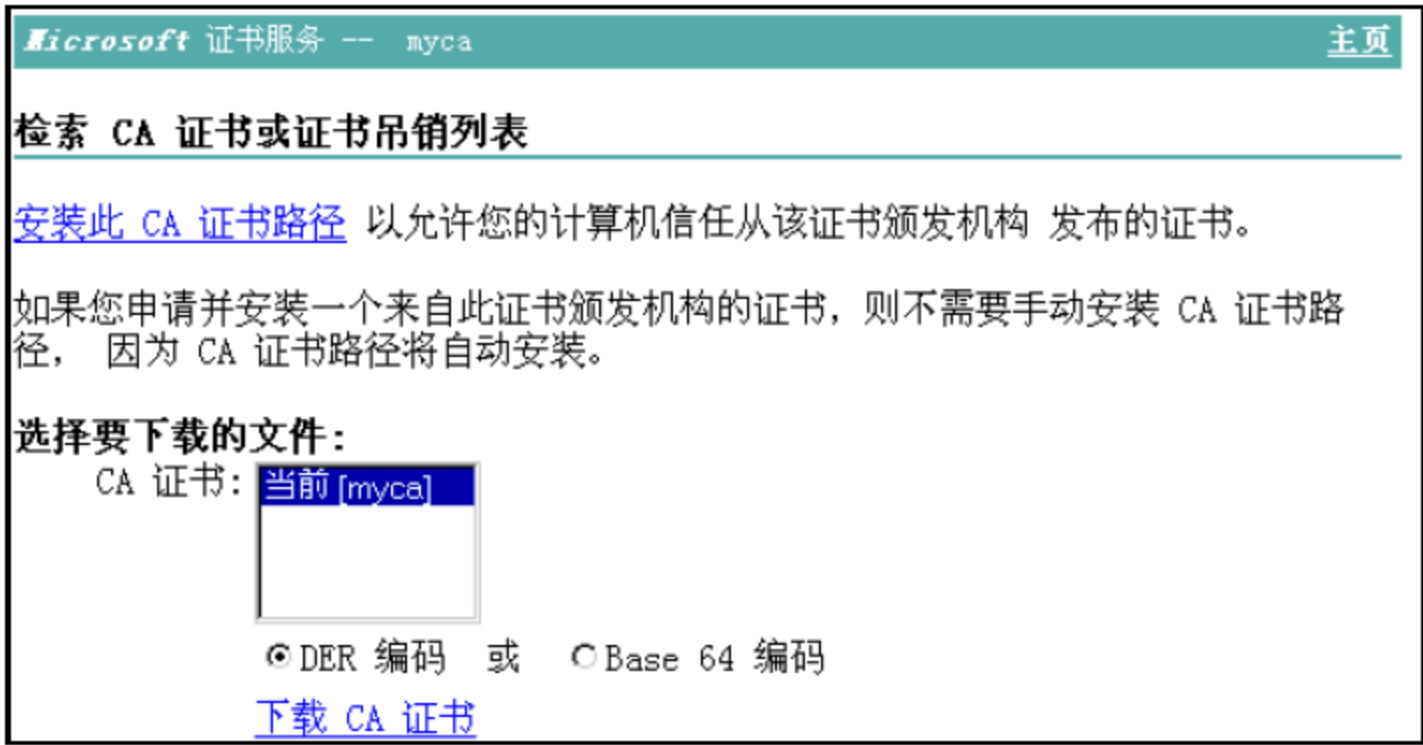 Microsoft 证书服务 -- myca 主页
检索 CA 证书或证书吊销列表
安装此 CA 证书路径 以允许您的计算机信任从该证书颁发机构 发布的证书。
如果您申请并安装一个来自此证书颁发机构的证书，则不需要手动安装 CA 证书路
径， 因为 CA 证书路径将自动安装。
选择要下载的文件:
CA 证书: 当前 [myca]
DER 编码 或 Base 64 编码
下载 CA 证书